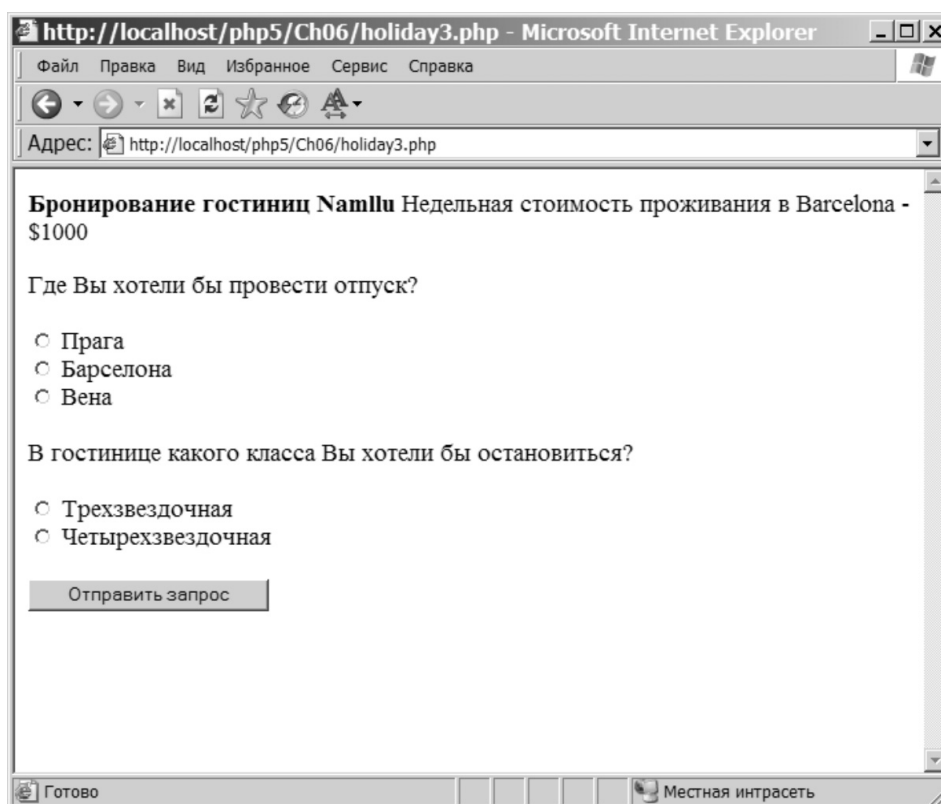 http://localhost/php5/Ch06/holiday3.php - Microsoft Internet Explorer
Файл Правка Вид Избранное Сервис Справка
Адрес: http://localhost/php5/Ch06/holiday3.php
Бронирование гостиниц Namllu Недельная стоимость проживания в Barcelona -
$1000
Где Вы хотели бы провести отпуск?
Прага
Барселона
Вена
В гостинице какого класса Вы хотели бы остановиться?
Трехзвездочная
Четырехзвездочная
Отправить запрос
Готово
Местная интрасеть